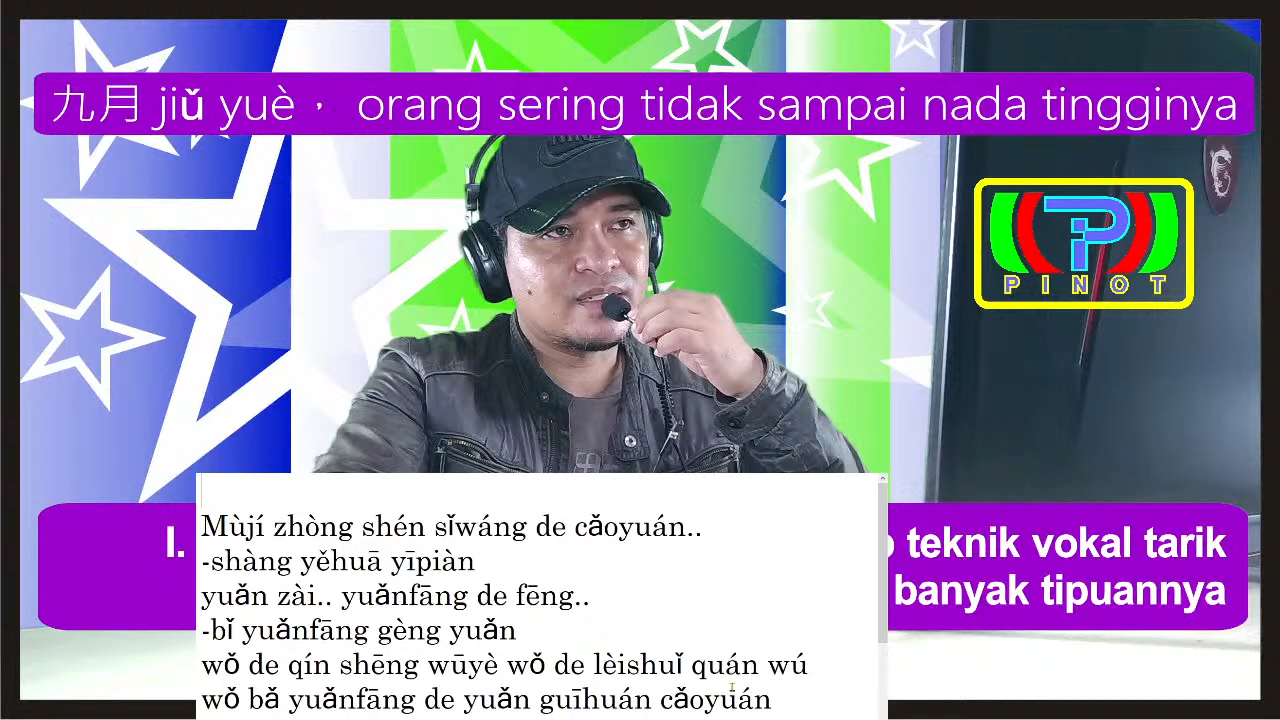 九月 jiǔ yuè， orang sering tidak sampai nada tingginya
PINOT
I.
teknik vokal tarik
banyak tipuannya
Mùjí zhòng shén sǐwáng de cǎoyuán..
-shàng yěhuā yīpiàn
yuǎn zài.. yuǎnfāng de fēng..
-bǐ yuǎnfāng gèng yuǎn
wǒ de qín shēng wūyè wǒ de lèishuǐ quán wú
wǒ bǎ yuǎnfāng de yuǎn guīhuán cǎoyuán